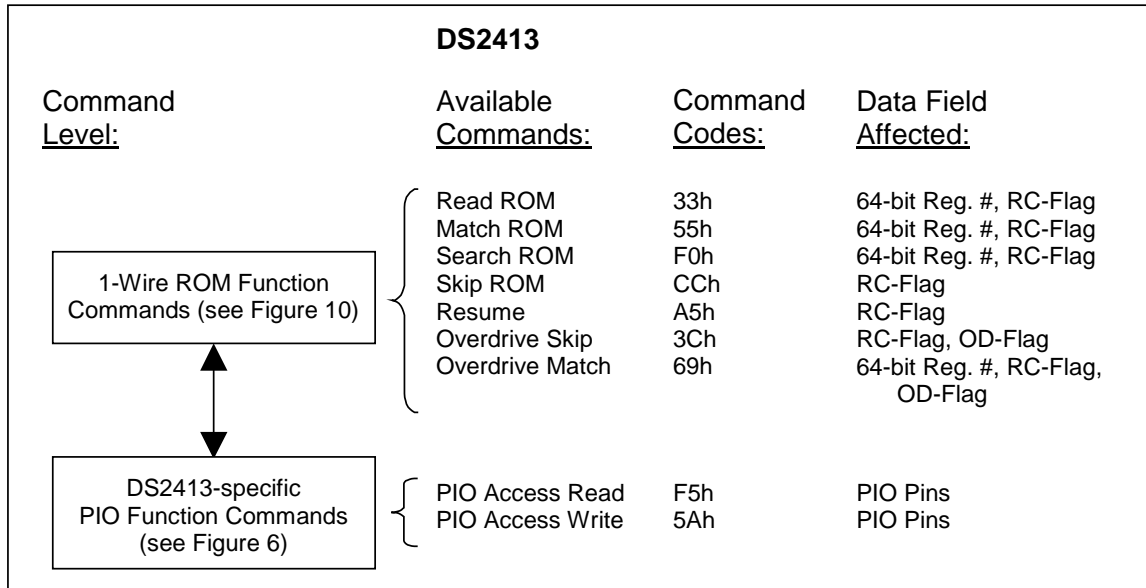 DS2413
Command Level:
Available Commands:
Command Codes:
Data Field Affected:
1-Wire ROM Function
Commands (see Figure 10)
Read ROM 33h 64-bit Reg. #, RC-Flag
Match ROM 55h 64-bit Reg. #, RC-Flag
Search ROM F0h 64-bit Reg. #, RC-Flag
Skip ROM CCh RC-Flag
Resume A5h RC-Flag
Overdrive Skip 3Ch RC-Flag, OD-Flag
Overdrive Match 69h 64-bit Reg. #, RC-Flag,
OD-Flag
DS2413-specific
PIO Function Commands
(see Figure 6)
PIO Access Read F5h PIO Pins
PIO Access Write 5Ah PIO Pins